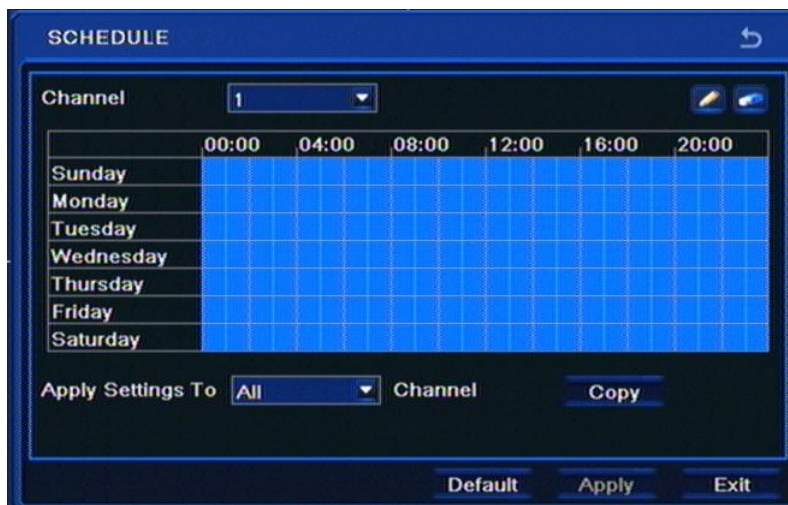 SCHEDULE
Channel 1
00:00 04:00 08:00 12:00 16:00 20:00
Sunday
Monday
Tuesday
Wednesday
Thursday
Friday
Saturday
Apply Settings To All Channel Copy
Default Apply Exit